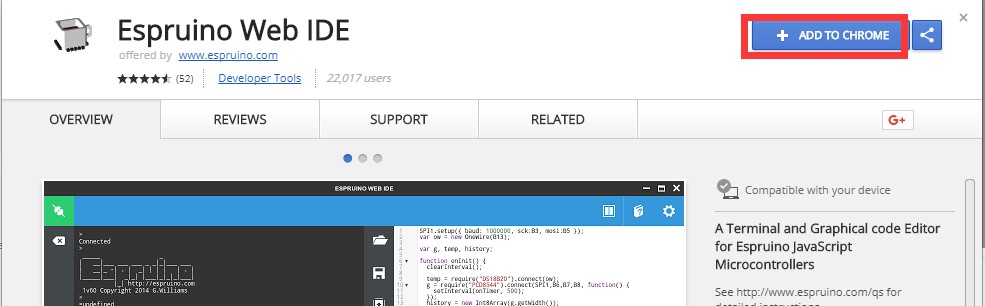 Espruino Web IDE
offered by www.espruino.com
(52) Developer Tools 22,017 users
+ ADD TO CHROME
OVERVIEW REVIEWS SUPPORT RELATED
G+
ESPRUINO WEB IDE
>
Connected
>
Espruino
http://espruino.com
1v60 Copyright 2014 G.Williams
>
=undefined
1 SPI1.setup({ baud: 1000000, sck:B3, mosi:B5 });
2 var ow = new OneWire(B13);
3
4 var g, temp, history;
5
6 function onInit() {
7 clearInterval();
8
9 temp = require("DS18B20").connect(ow);
10 g = require("PCD8544").connect(SPI1,B6,B7,B8, function() {
11 setInterval(onTimer, 500);
12 });
13 history = new Int8Array(g.getWidth());
Compatible with your device
A Terminal and Graphical code Editor
for Espruino JavaScript
Microcontrollers
See http://www.espruino.com/qs for
detailed instructions